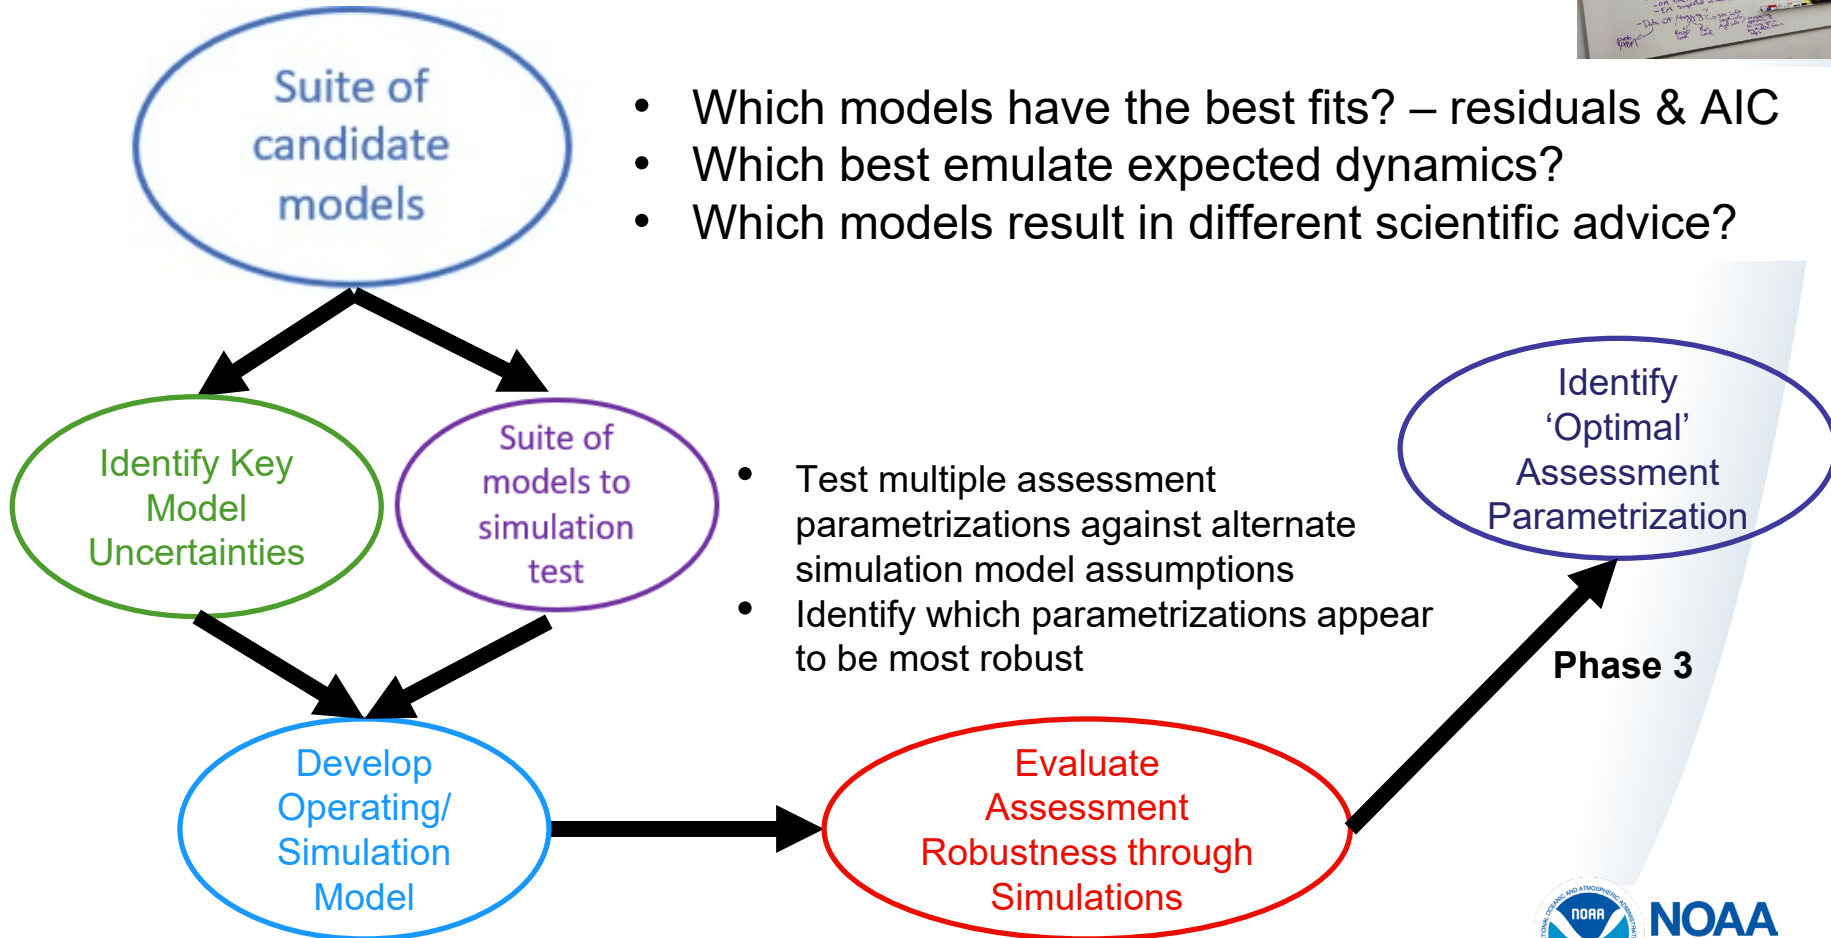 Suite of
candidate
models
• Which models have the best fits? – residuals & AIC
• Which best emulate expected dynamics?
• Which models result in different scientific advice?
Identify Key
Model
Uncertainties
Suite of
models to
simulation
test
• Test multiple assessment
parametrizations against alternate
simulation model assumptions
• Identify which parametrizations appear
to be most robust
Identify
‘Optimal’
Assessment
Parametrization
Phase 3
Develop
Operating/
Simulation
Model
Evaluate
Assessment
Robustness through
Simulations
NOAA
NOAA